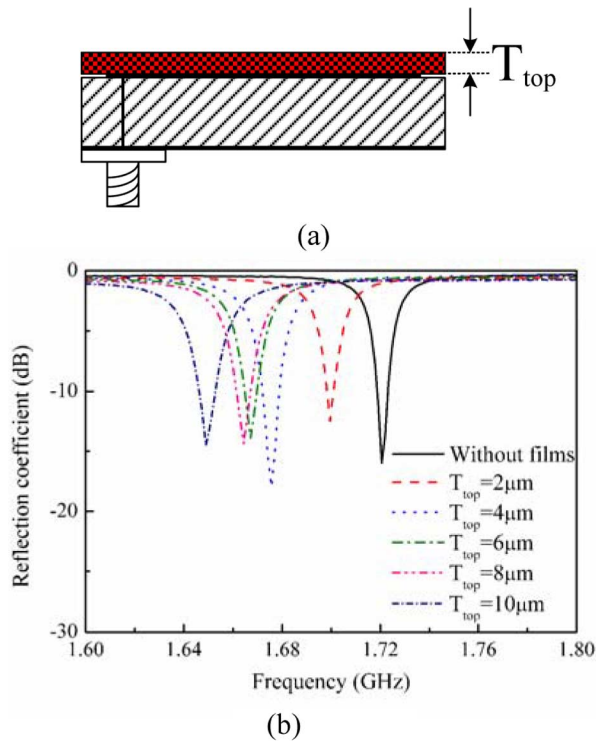 T top
(a)
0
-10
-20
-30
Reflection coefficient (dB)
Without films
T top=2μm
T top=4μm
T top=6μm
T top=8μm
T top=10μm
1.60 1.64 1.68 1.72 1.76 1.80
Frequency (GHz)
(b)